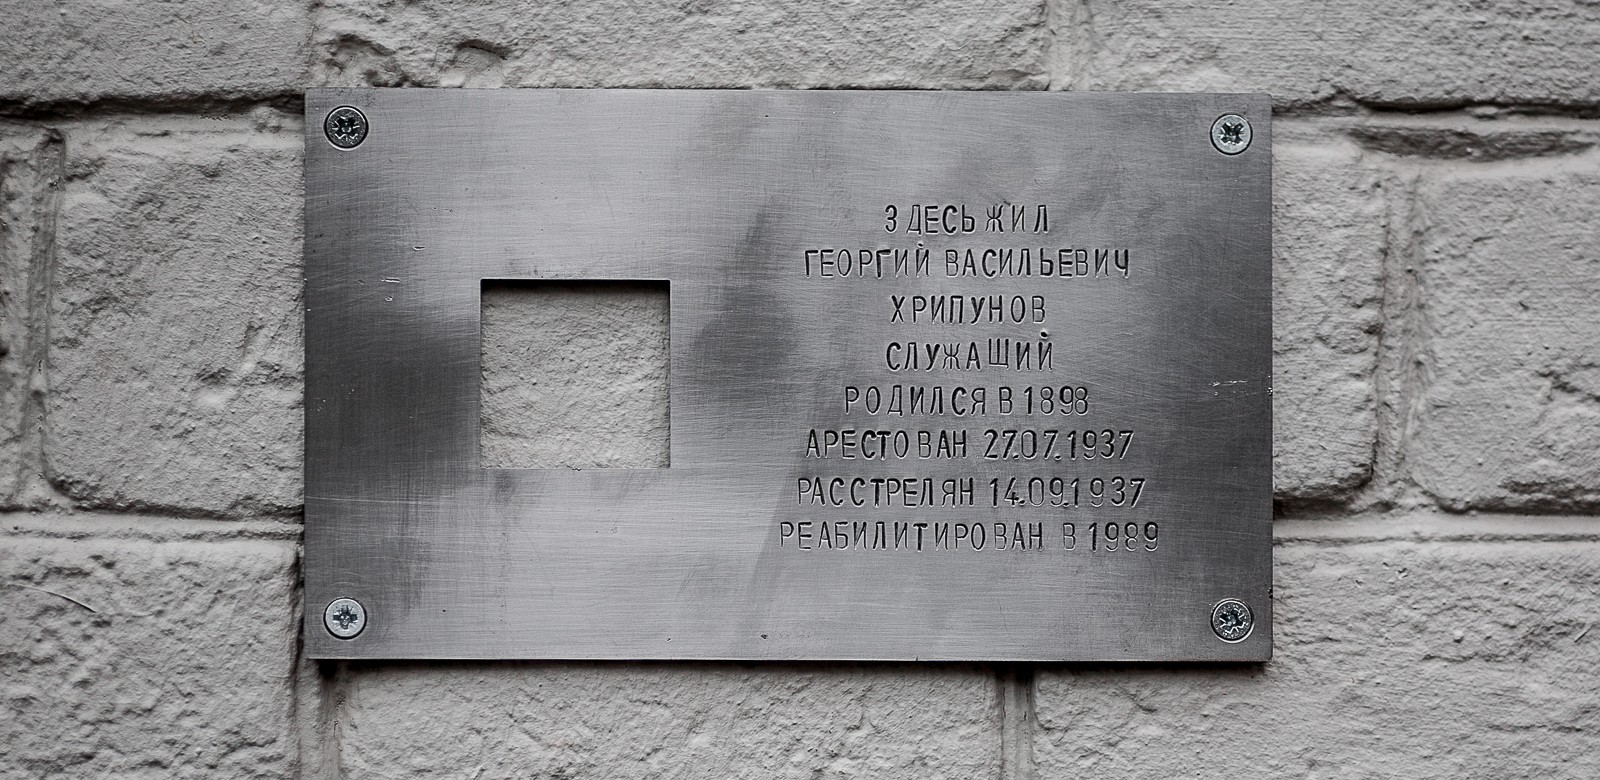 ЗДЕСЬ ЖИЛ
ГЕОРГИЙ ВАСИЛЬЕВИЧ
ХРИПУНОВ
СЛУЖАЩИЙ
РОДИЛСЯ В 1898
АРЕСТОВАН 27.07.1937
РАССТРЕЛЯН 14.09.1937
РЕАБИЛИТИРОВАН В 1989